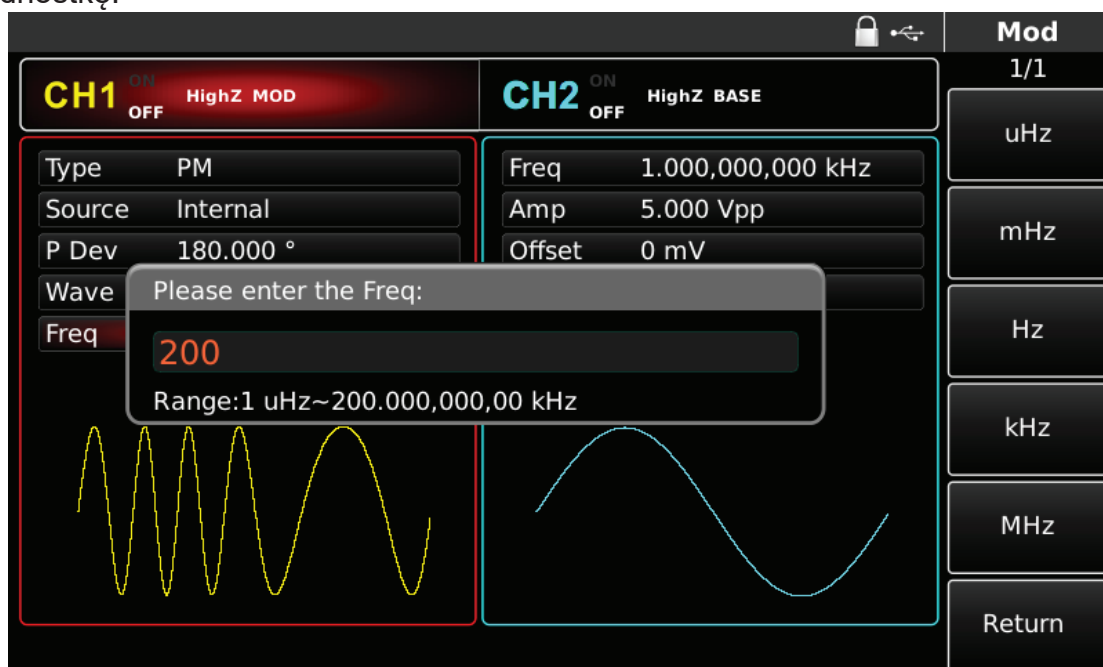 Mod
1/1
CH1 ON OFF HighZ MOD
CH2 ON OFF HighZ BASE
uHz
Type PM
Freq 1.000,000,000 kHz
Source Internal
Amp 5.000 Vpp
mHz
P Dev 180.000 °
Offset 0 mV
Wave
Please enter the Freq:
Freq
200
Hz
Range:1 uHz~200.000,000,00 kHz
kHz
MHz
Return